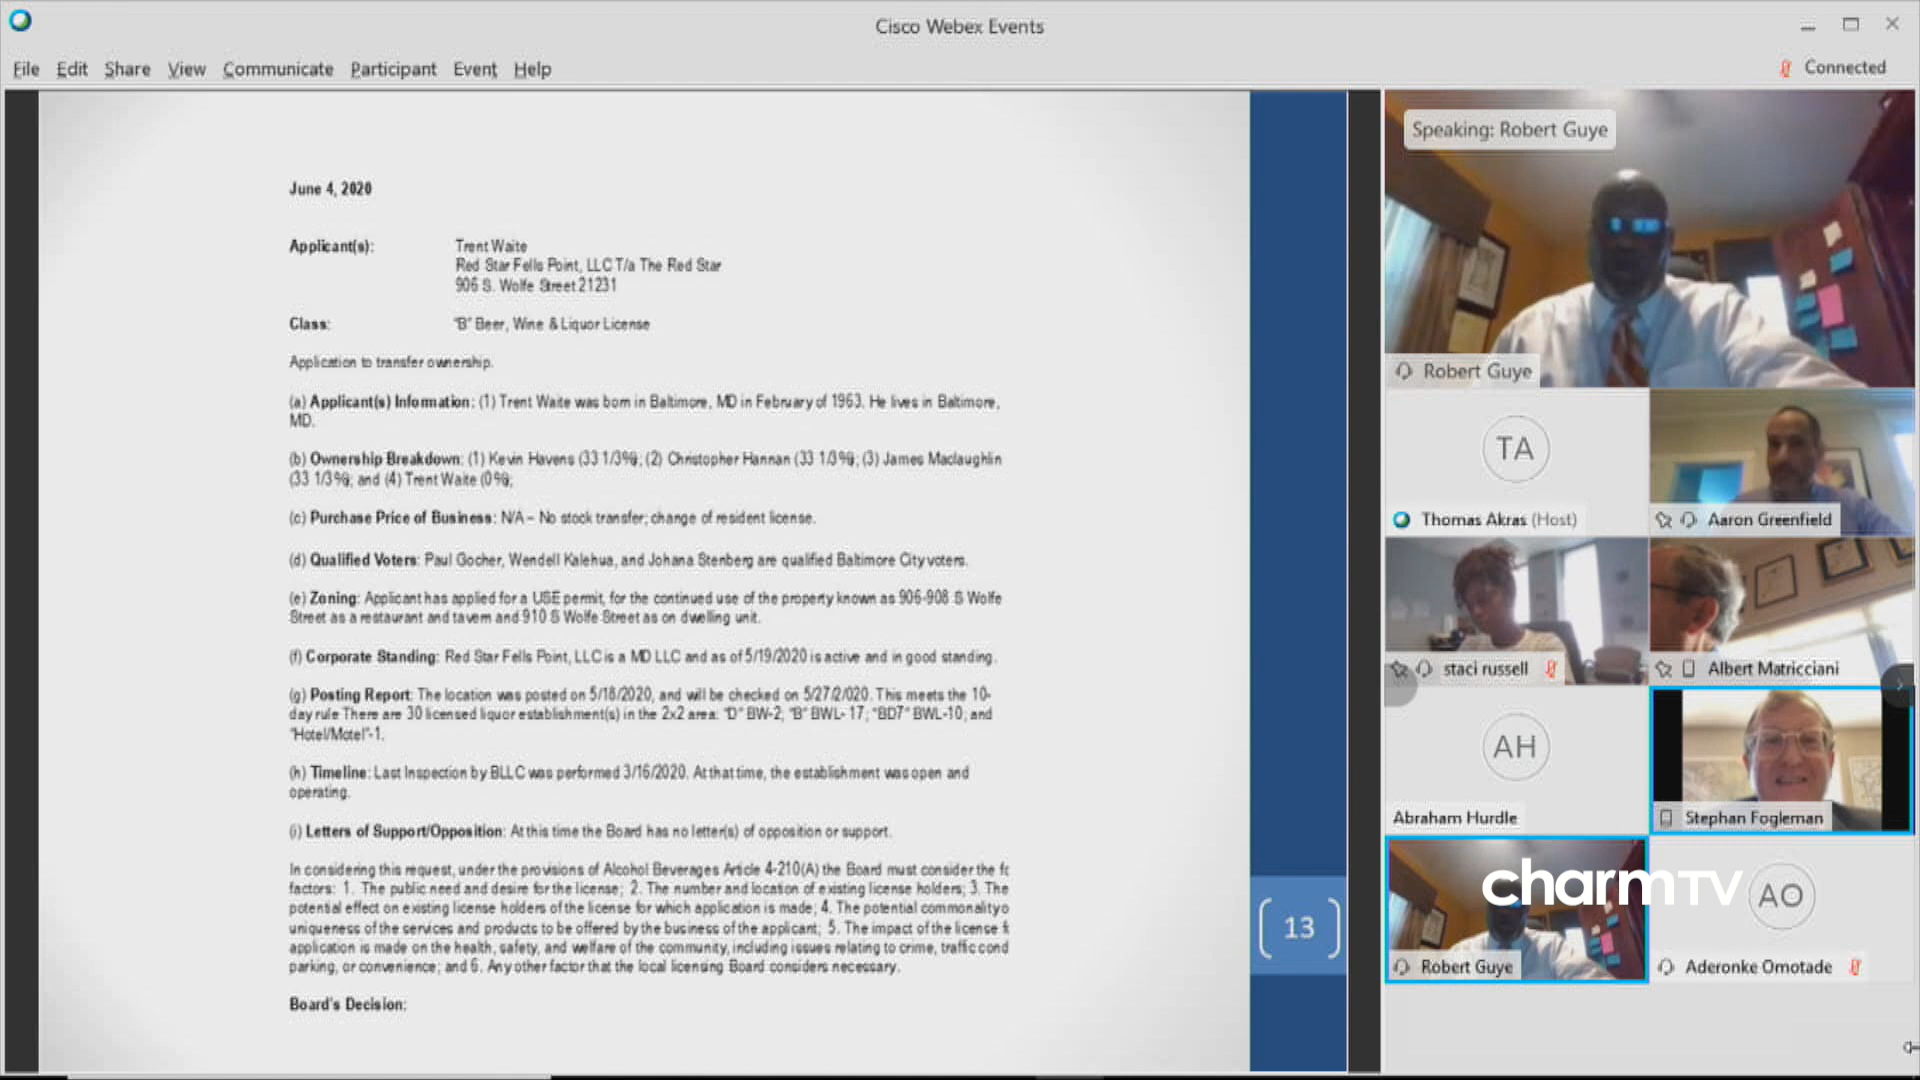 Cisco Webex Events
File Edit Share View Communicate Participant Event Help
Connected
June 4, 2020
Applicant(s): Trent Waite
Red Star Fells Point, LLC T/a The Red Star
906 S. Wolfe Street 21231
Class: "B" Beer, Wine & Liquor License
Application to transfer ownership.
(a) Applicant(s) Information: (1) Trent Waite was born in Baltimore, MD in February of 1963. He lives in Baltimore,
MD.
(b) Ownership Breakdown: (1) Kevin Havens (33 1/3%); (2) Christopher Hannan (33 1/3%); (3) James Maclaughlin
(33 1/3%); and (4) Trent Waite (0%);
(c) Purchase Price of Business: N/A – No stock transfer; change of resident license.
(d) Qualified Voters: Paul Gocher, Wendell Kalehua, and Johana Stenberg are qualified Baltimore City voters.
(e) Zoning: Applicant has applied for a USE permit, for the continued use of the property known as 906-908 S Wolfe
Street as a restaurant and tavern and 910 S Wolfe Street as on dwelling unit.
(f) Corporate Standing: Red Star Fells Point, LLC is a MD LLC and as of 5/19/2020 is active and in good standing.
(g) Posting Report: The location was posted on 5/18/2020, and will be checked on 5/27/2/020. This meets the 10-
day rule There are 30 licensed liquor establishment(s) in the 2x2 area: "D" BW-2, "B" BWL- 17; "BD7" BWL-10; and
"Hotel/Motel"-1.
(h) Timeline: Last Inspection by BLLC was performed 3/16/2020. At that time, the establishment was open and
operating.
(i) Letters of Support/Opposition: At this time the Board has no letter(s) of opposition or support.
In considering this request, under the provisions of Alcohol Beverages Article 4-210(A) the Board must consider the fc
factors: 1. The public need and desire for the license; 2. The number and location of existing license holders; 3. The
potential effect on existing license holders of the license for which application is made; 4. The potential commonality o
uniqueness of the services and products to be offered by the business of the applicant; 5. The impact of the license f
application is made on the health, safety, and welfare of the community, including issues relating to crime, traffic cond
parking, or convenience; and 6. Any other factor that the local licensing Board considers necessary.
Board's Decision:
13
Speaking: Robert Guye
Robert Guye
TA
Thomas Akras (Host)
Aaron Greenfield
staci russell
Albert Matricciani
AH
Abraham Hurdle
Stephan Fogleman
charmTV
Robert Guye
AO
Aderonke Omotade